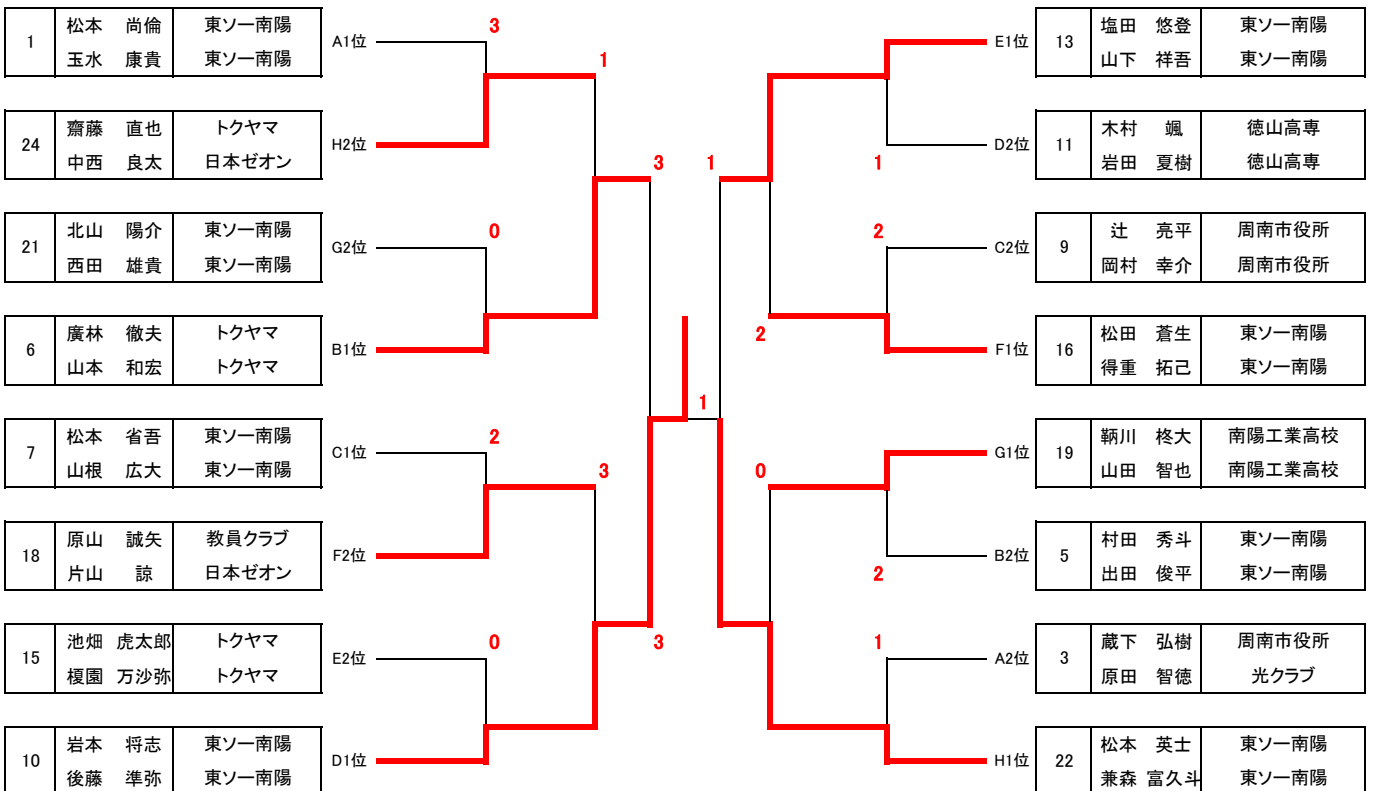 1 松本 尚倫 東ソー南陽
玉水 康貴 東ソー南陽
A1位
3
1
24 齋藤 直也 トクヤマ
中西 良太 日本ゼオン
H2位
3
21 北山 陽介 東ソー南陽
西田 雄貴 東ソー南陽
G2位
0
6 廣林 徹夫 トクヤマ
山本 和宏 トクヤマ
B1位
7 松本 省吾 東ソー南陽
山根 広大 東ソー南陽
C1位
2
3
18 原山 誠矢 教員クラブ
片山 諒 日本ゼオン
F2位
15 池畑 虎太郎 トクヤマ
榎園 万沙弥 トクヤマ
E2位
0
3
10 岩本 将志 東ソー南陽
後藤 準弥 東ソー南陽
D1位
1
E1位
13 塩田 悠登 東ソー南陽
山下 祥吾 東ソー南陽
1
1
D2位
11 木村 颯 徳山高専
岩田 夏樹 徳山高専
2
C2位
9 辻 亮平 周南市役所
岡村 幸介 周南市役所
2
F1位
16 松田 蒼生 東ソー南陽
得重 拓己 東ソー南陽
0
G1位
19 鞆川 柊大 南陽工業高校
山田 智也 南陽工業高校
2
B2位
5 村田 秀斗 東ソー南陽
出田 俊平 東ソー南陽
1
A2位
3 蔵下 弘樹 周南市役所
原田 智徳 光クラブ
H1位
22 松本 英士 東ソー南陽
兼森 富久斗 東ソー南陽